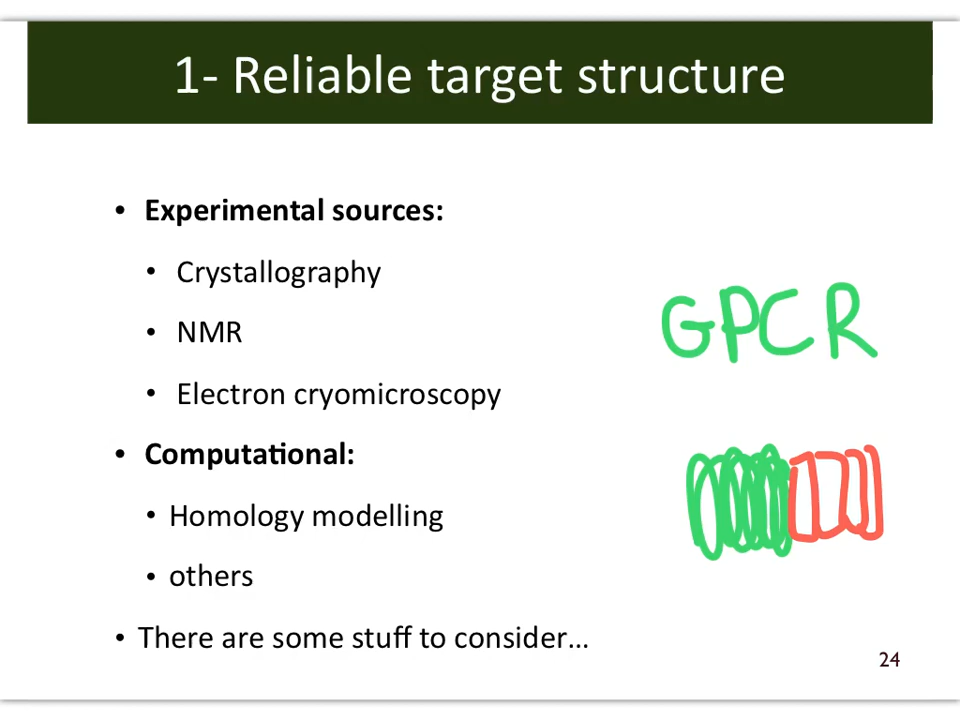 1- Reliable target structure
• Experimental sources:
• Crystallography
• NMR
• Electron cryomicroscopy
• Computational:
• Homology modelling
• others
• There are some stuff to consider...
GPCR
24